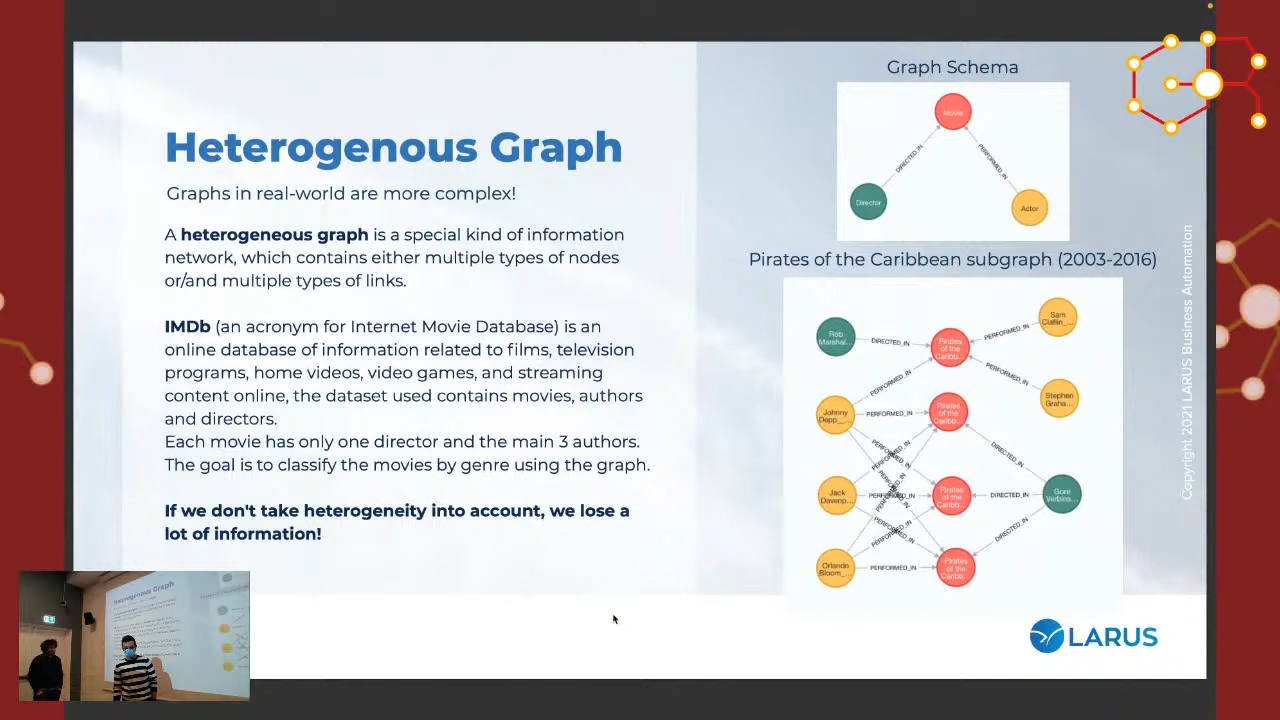 Heterogenous Graph
Graphs in real-world are more complex!
A heterogeneous graph is a special kind of information
network, which contains either multiple types of nodes
or/and multiple types of links.
IMDb (an acronym for Internet Movie Database) is an
online database of information related to films, television
programs, home videos, video games, and streaming
content online, the dataset used contains movies, authors
and directors.
Each movie has only one director and the main 3 authors.
The goal is to classify the movies by genre using the graph.
If we don't take heterogeneity into account, we lose a
lot of information!
Graph Schema
Movie
DIRECTED_IN
PERFORMED_IN
Director
Actor
Pirates of the Caribbean subgraph (2003-2016)
Rob
Marshal...
DIRECTED_IN
Pirates
of the
Caribb...
PERFORMED_IN
Sam
Claflin_...
PERFORMED_IN
PERFORMED_IN
Stephen
Graha...
Johnny
Depp_...
PERFORMED_IN
Pirates
of the
Caribb...
PERFORMED_IN
DIRECTED_IN
Jack
Davenp...
PERFORMED_IN
Pirates
of the
Caribb...
DIRECTED_IN
Gore
Verbins...
PERFORMED_IN
PERFORMED_IN
PERFORMED_IN
DIRECTED_IN
Orlando
Bloom_...
PERFORMED_IN
Pirates
of the
Caribb...
Copyright 2021 LARUS Business Automation
LARUS
Heterogenous Graph